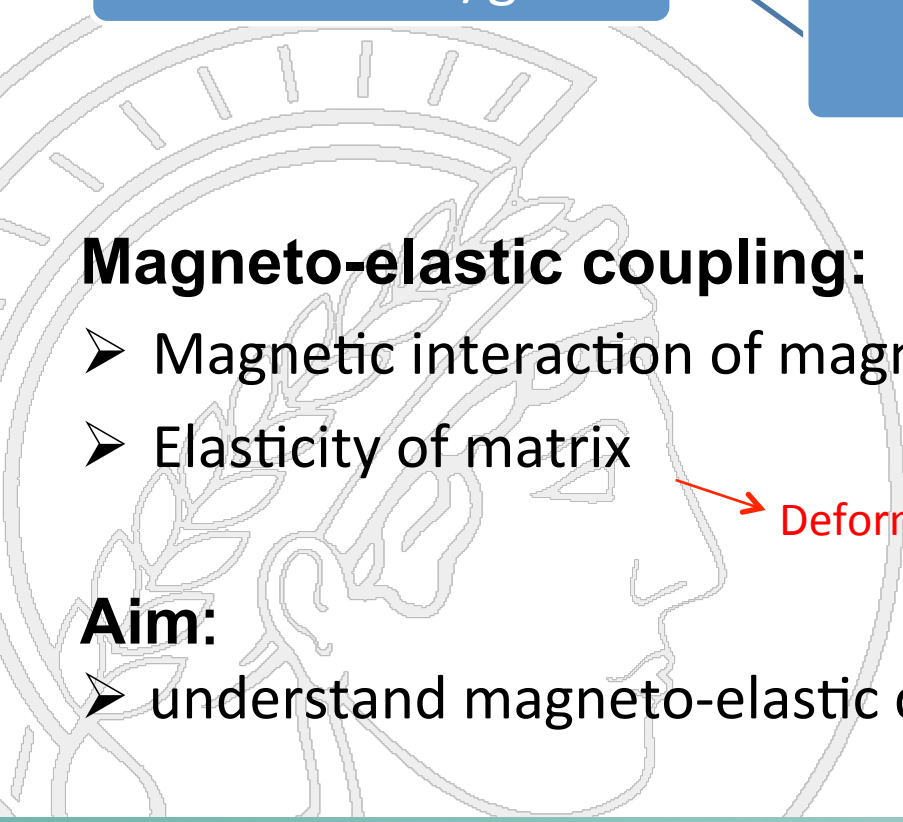 Magneto-elastic coupling:
➢ Magnetic interaction of
➢ Elasticity of matrix
Aim:
➢ understand magneto-elastic